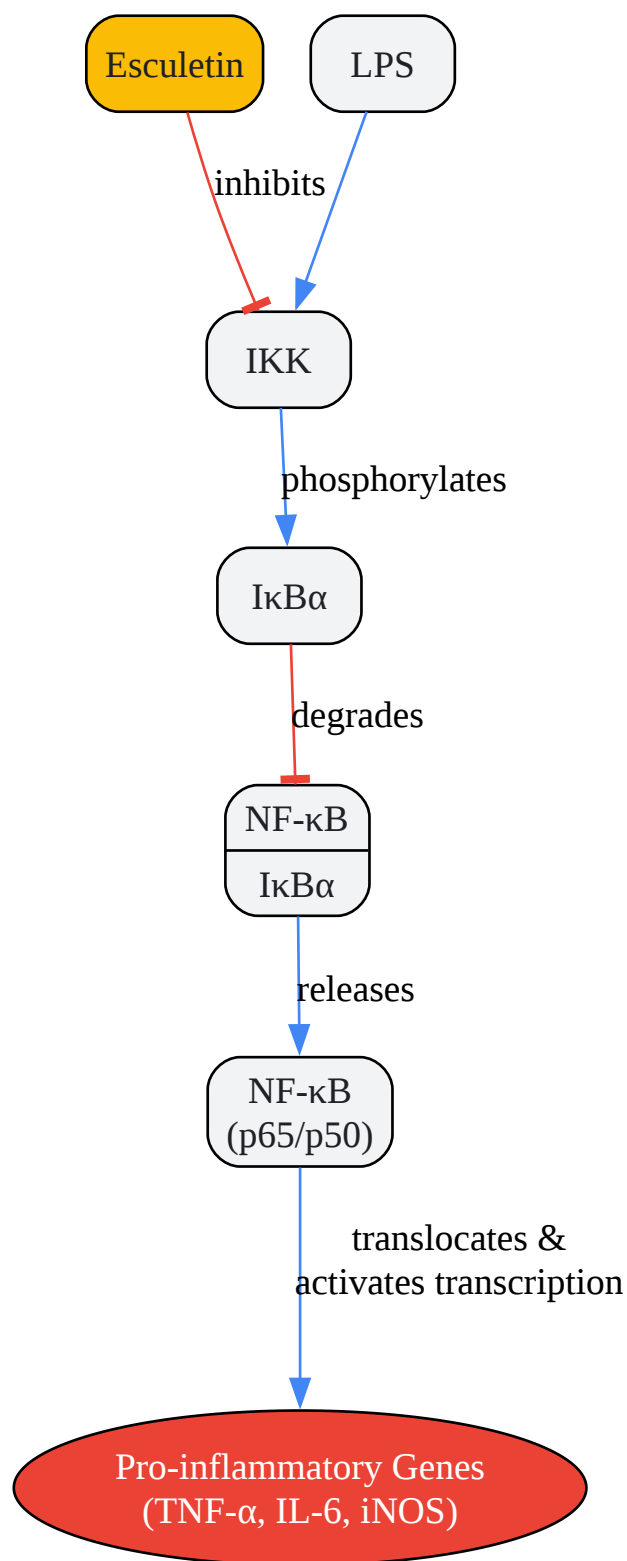 Esculetin
LPS
inhibits
IKK
phosphorylates
IκBα
degrades
NF-κB
IκBα
releases
NF-κB
(p65/p50)
translocates &
activates transcription
Pro-inflammatory Genes
(TNF-α, IL-6, iNOS)